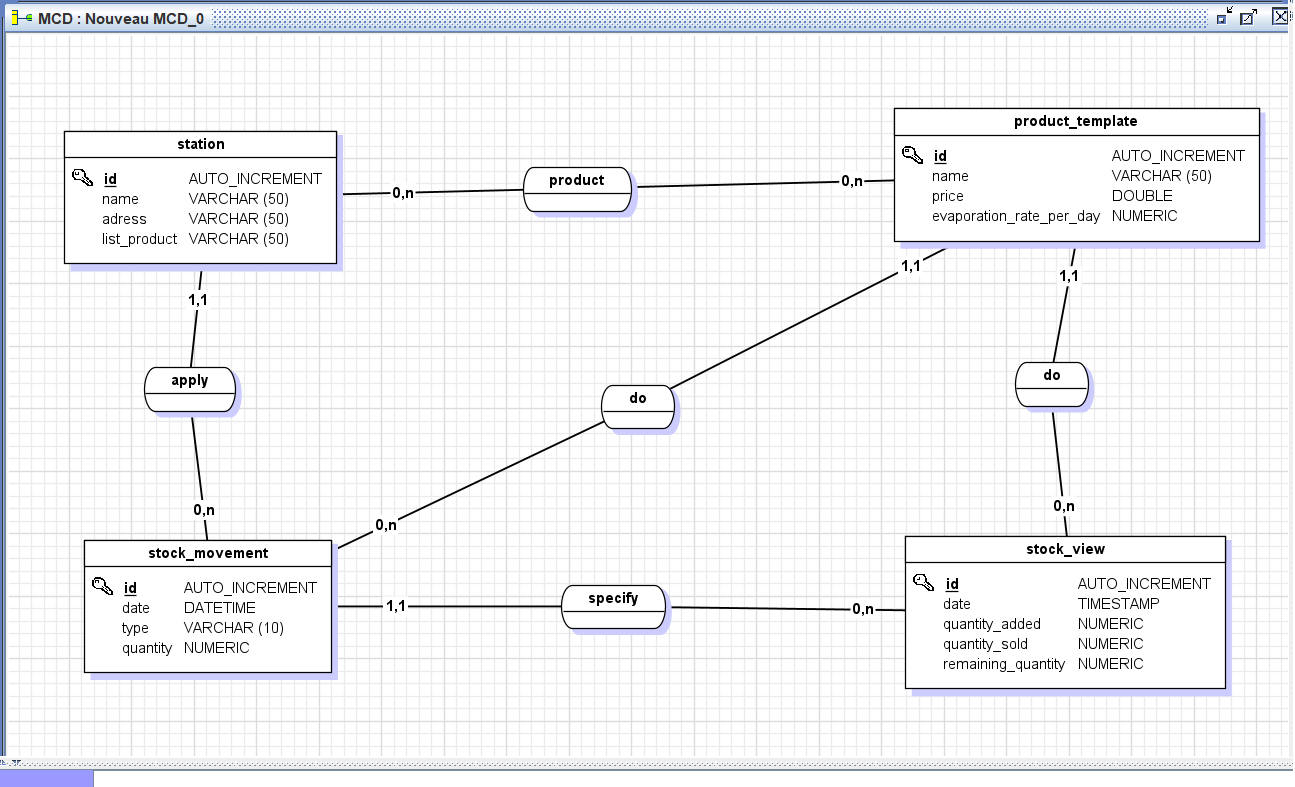 MCD : Nouveau MCD_0
station
id AUTO_INCREMENT
name VARCHAR (50)
adress VARCHAR (50)
list_product VARCHAR (50)
0,n
product
0,n
product_template
id AUTO_INCREMENT
name VARCHAR (50)
price DOUBLE
evaporation_rate_per_day NUMERIC
1,1
apply
0,n
1,1
do
0,n
1,1
do
0,n
stock_movement
id AUTO_INCREMENT
date DATETIME
type VARCHAR (10)
quantity NUMERIC
1,1
specify
0,n
stock_view
id AUTO_INCREMENT
date TIMESTAMP
quantity_added NUMERIC
quantity_sold NUMERIC
remaining_quantity NUMERIC